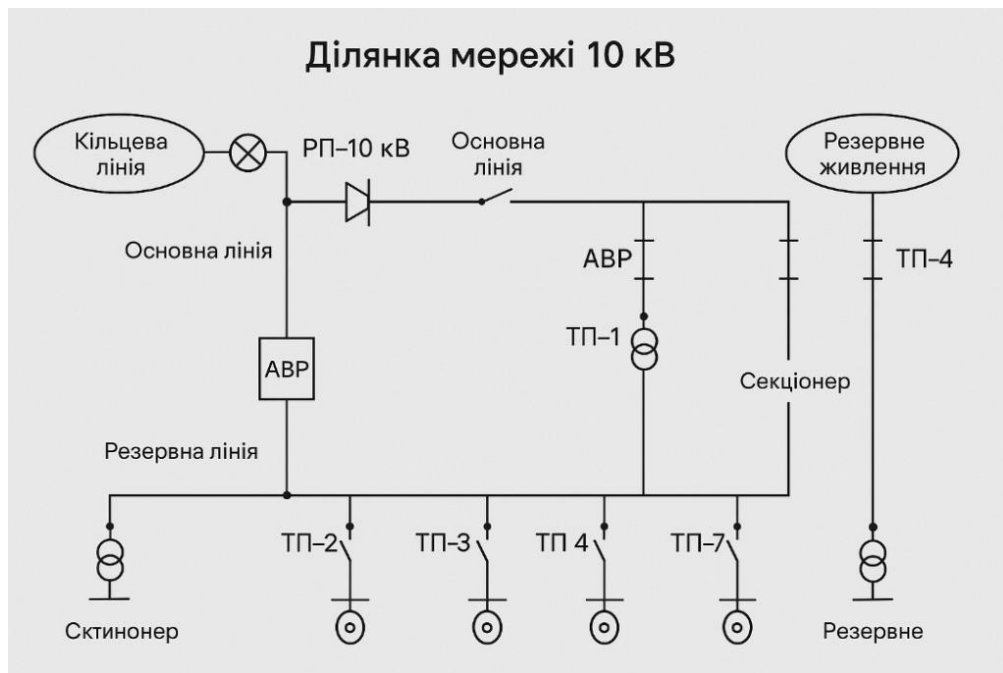 Ділянка мережі 10 кВ
Кільцева
лінія
РП–10 кВ
Основна
лінія
Резервне
живлення
Основна лінія
АВР
ТП–4
ТП–1
АВР
Секціонер
Резервна лінія
ТП–2
ТП–3
ТП 4
ТП–7
Сктинонер
Резервне